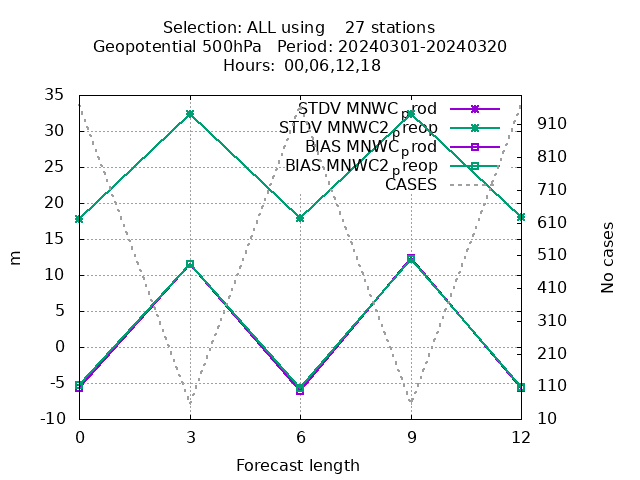 Selection: ALL using    27 stations
Geopotential 500hPa   Period: 20240301-20240320
Hours: 00,06,12,18
STDV MNWC_prod
STDV MNWC2_preop
BIAS MNWC_prod
BIAS MNWC2_preop
CASES
35
30
25
20
15
10
5
0
-5
-10
m
910
810
710
610
510
410
310
210
110
10
No cases
0 3 6 9 12
Forecast length